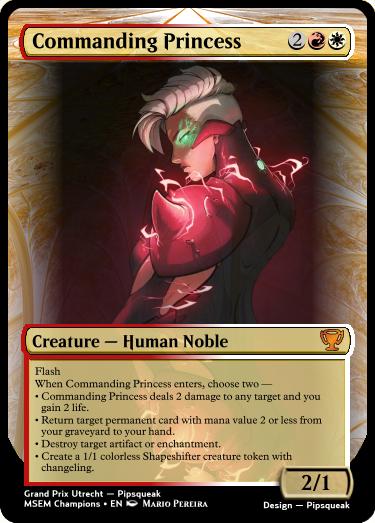 Commanding Princess 2
Creature — Human Noble
Flash
When Commanding Princess enters, choose two —
• Commanding Princess deals 2 damage to any target and you
gain 2 life.
• Return target permanent card with mana value 2 or less from
your graveyard to your hand.
• Destroy target artifact or enchantment.
• Create a 1/1 colorless Shapeshifter creature token with
changeling.
2/1
Grand Prix Utrecht — Pipsqueak
MSEM Champions • EN Mario Pereira
Design — Pipsqueak